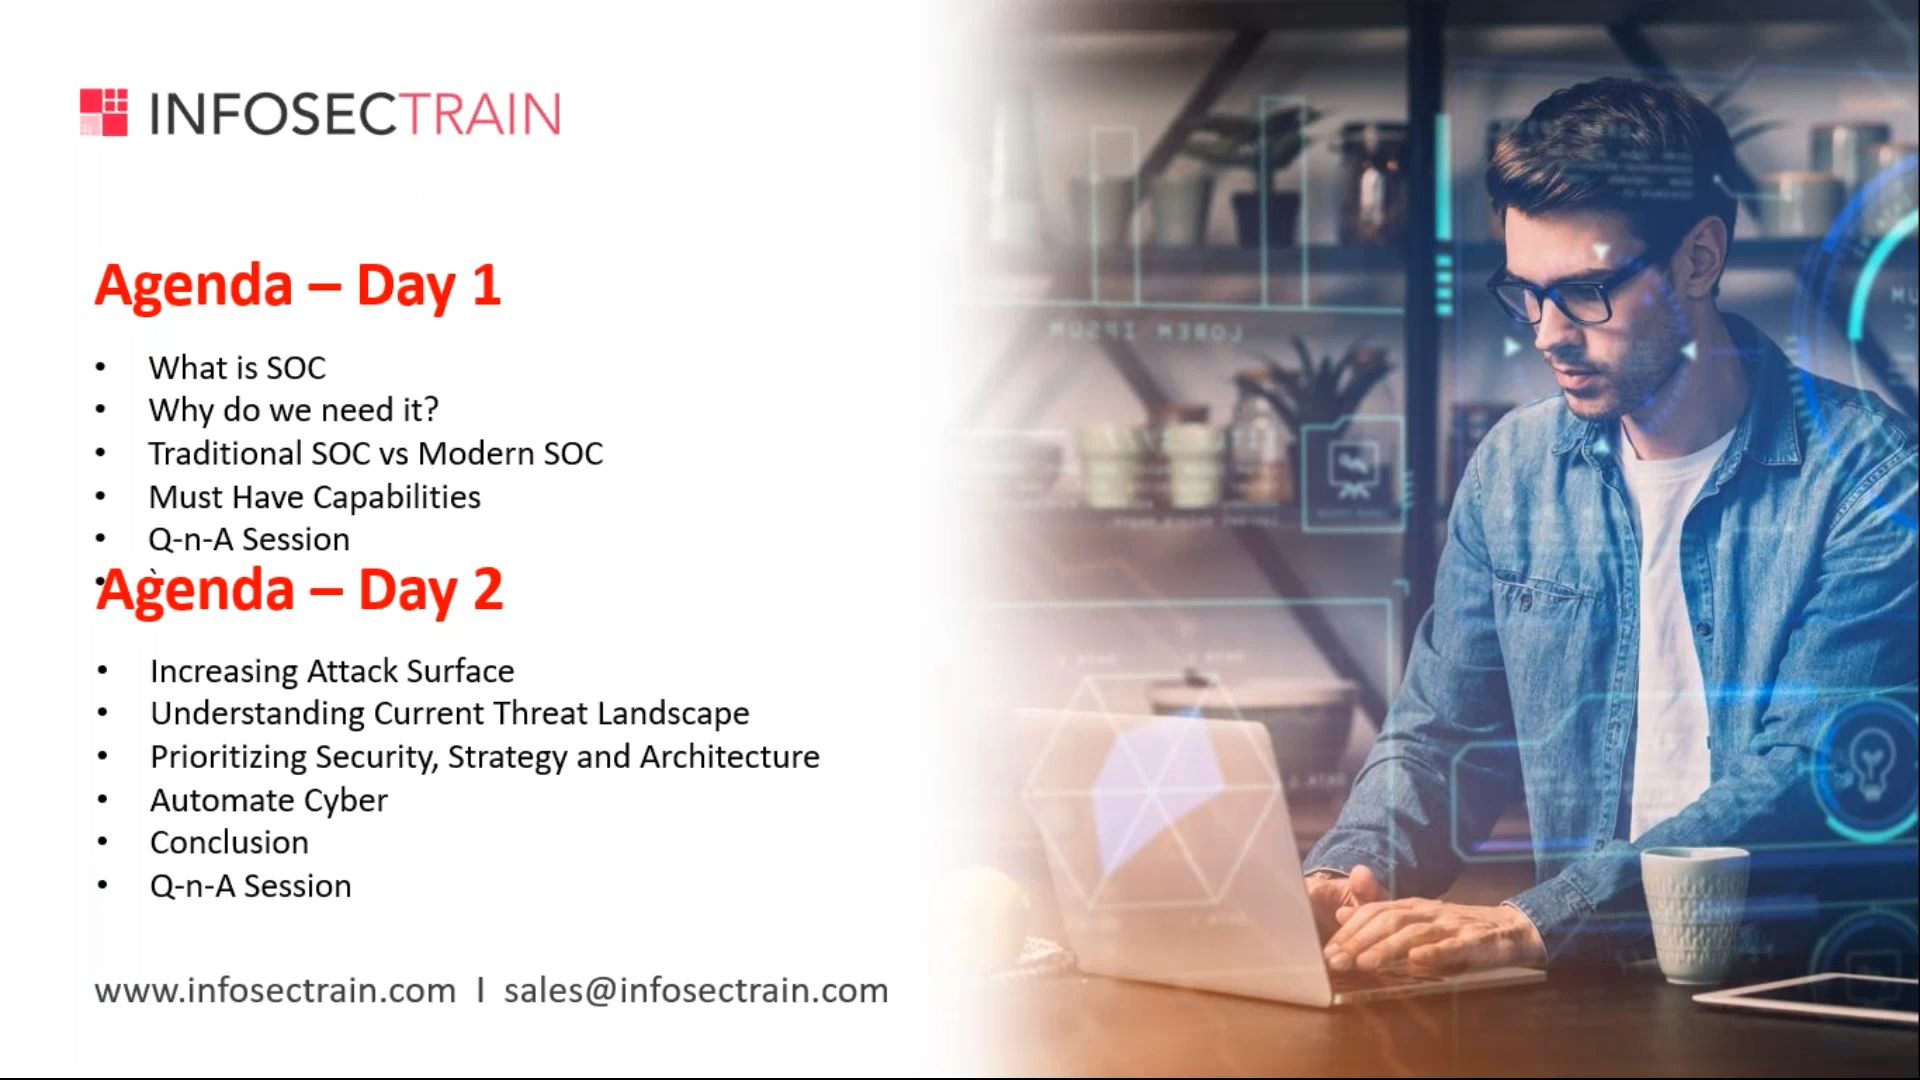 INFOSECTRAIN
Agenda – Day 1
• What is SOC
• Why do we need it?
• Traditional SOC vs Modern SOC
• Must Have Capabilities
• Q-n-A Session
Agenda – Day 2
• Increasing Attack Surface
• Understanding Current Threat Landscape
• Prioritizing Security, Strategy and Architecture
• Automate Cyber
• Conclusion
• Q-n-A Session
www.infosectrain.com I sales@infosectrain.com
LOREM IPSUM